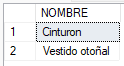 NOMBRE
1 Cinturon
2 Vestido otoñal